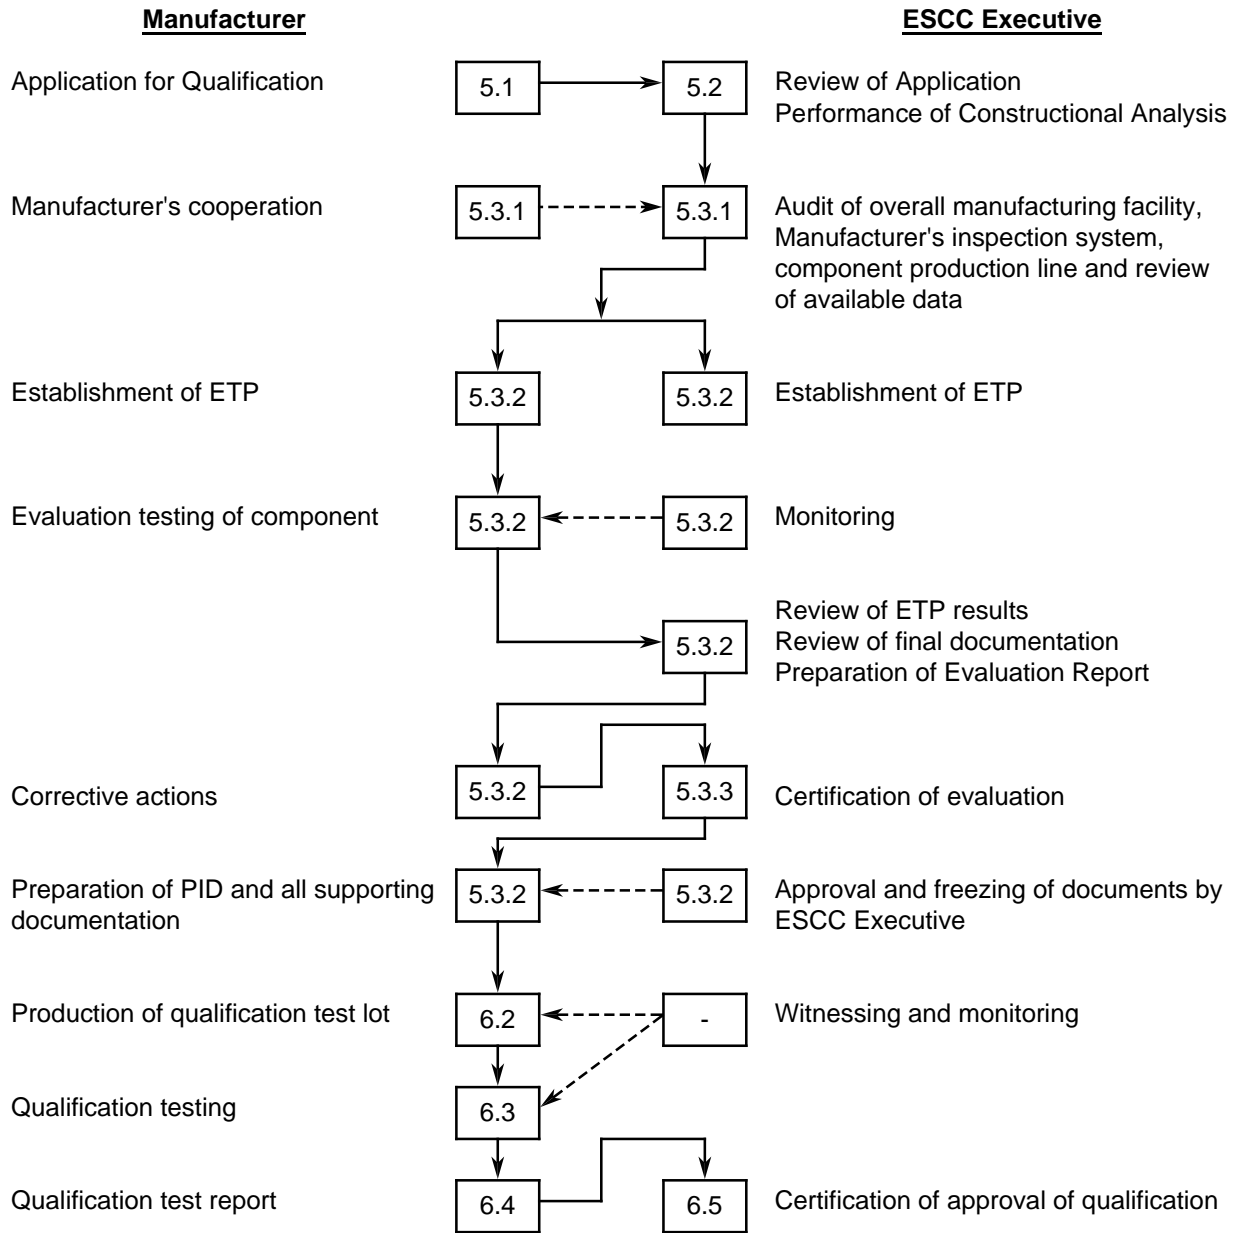 Manufacturer
ESCC Executive
Application for Qualification
5.1
5.2
Review of Application
Performance of Constructional Analysis
Manufacturer's cooperation
5.3.1
5.3.1
Audit of overall manufacturing facility,
Manufacturer's inspection system,
component production line and review
of available data
Establishment of ETP
5.3.2
5.3.2
Establishment of ETP
Evaluation testing of component
5.3.2
5.3.2
Monitoring
5.3.2
Review of ETP results
Review of final documentation
Preparation of Evaluation Report
Corrective actions
5.3.2
5.3.3
Certification of evaluation
Preparation of PID and all supporting
documentation
5.3.2
5.3.2
Approval and freezing of documents by
ESCC Executive
Production of qualification test lot
6.2
-
Witnessing and monitoring
Qualification testing
6.3
Qualification test report
6.4
6.5
Certification of approval of qualification